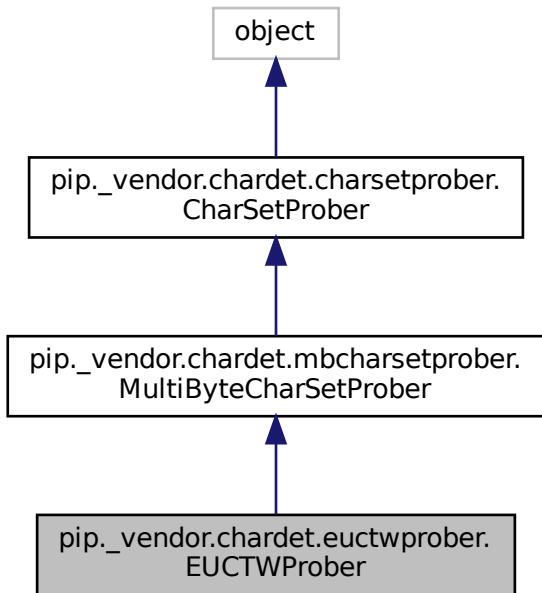 object
pip._vendor.chardet.charsetprober.
CharSetProber
pip._vendor.chardet.mbcharsetprober.
MultiByteCharSetProber
pip._vendor.chardet.euctwprober.
EUCTWProber